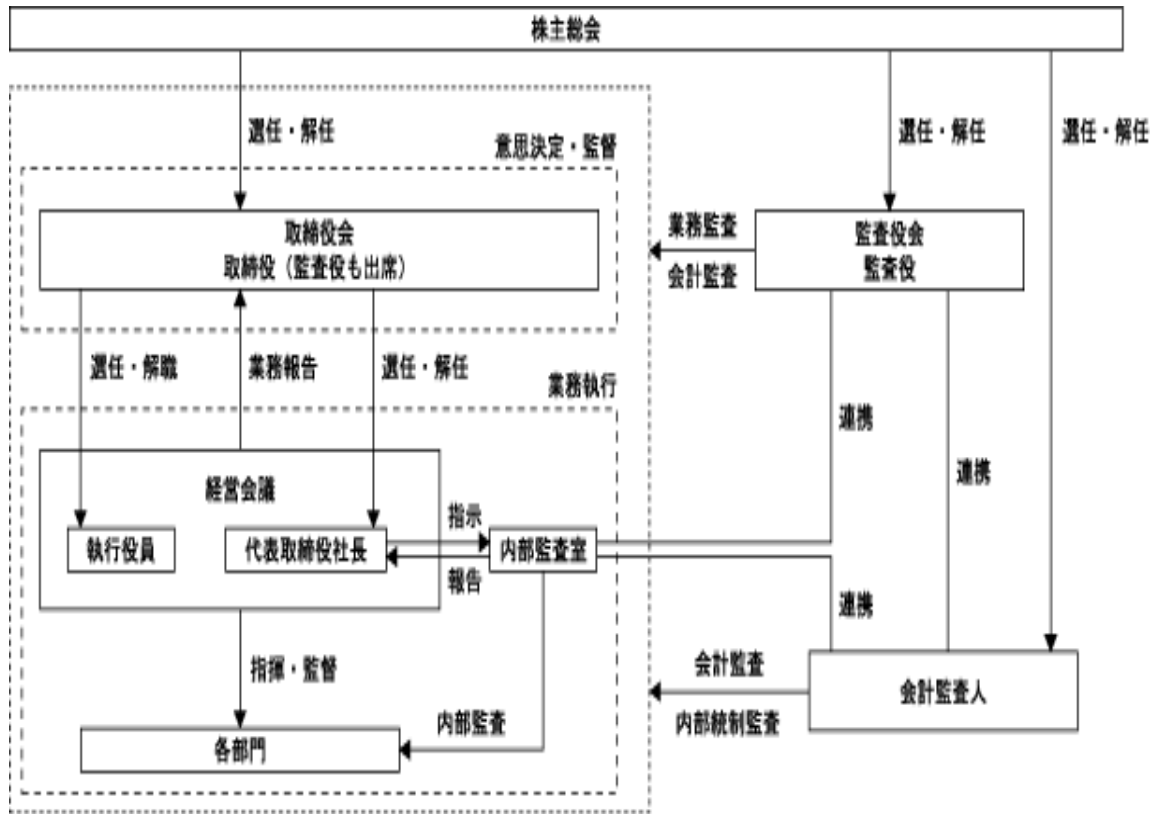 株主総会
選任・解任
選任・解任
選任・解任
意思決定・監督
取締役会
取締役（監査役も出席）
業務監査
会計監査
監査役会
監査役
選任・解職
業務報告
選任・解任
業務執行
連携
連携
経営会議
執行役員
代表取締役社長
指示
報告
内部監査室
連携
指揮・監督
会計監査
内部統制監査
会計監査人
内部監査
各部門